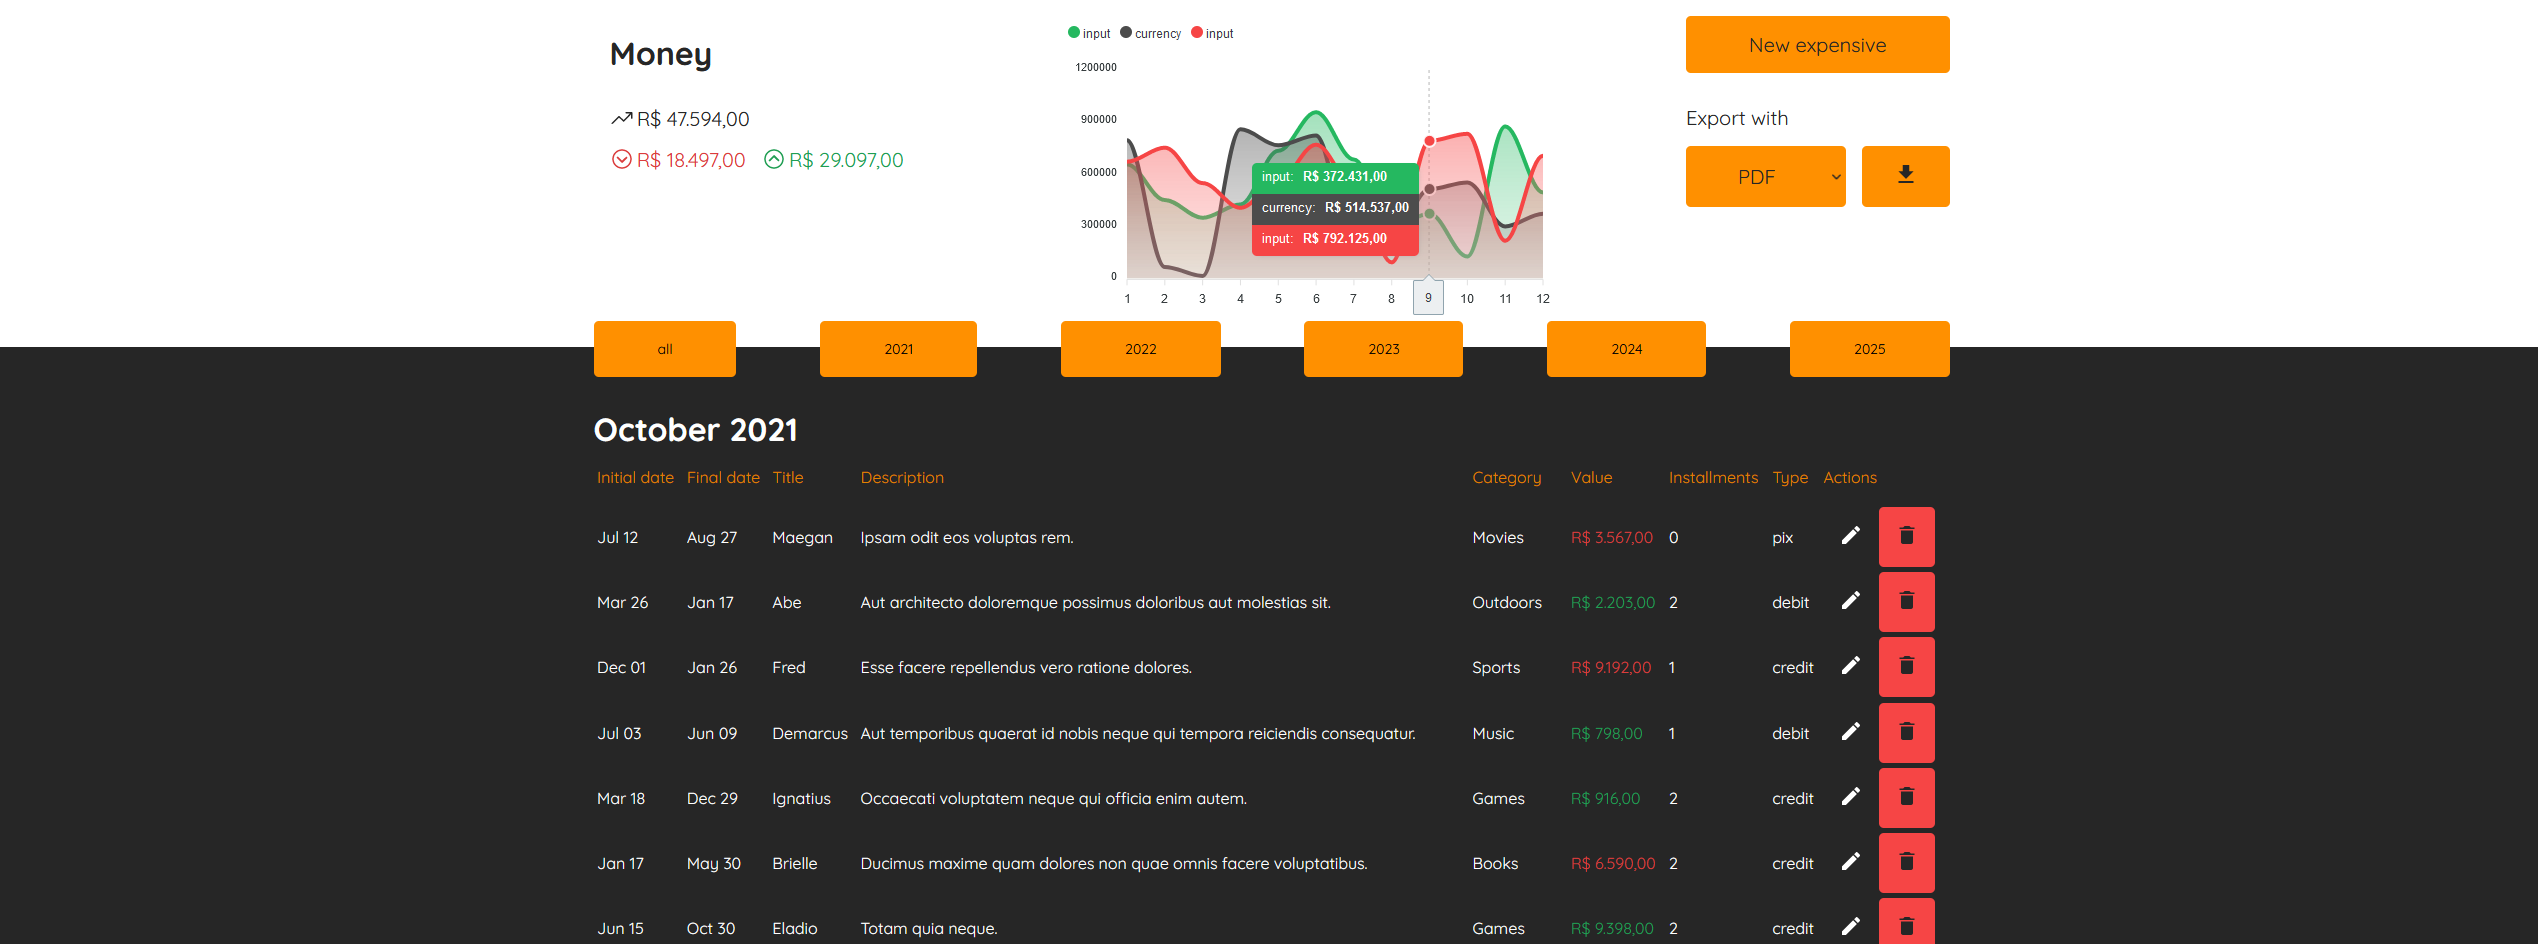 Money
R$ 47.594,00
R$ 18.497,00 R$ 29.097,00
input currency input
1200000
900000
600000
300000
0
input: R$ 372.431,00
currency: R$ 514.537,00
input: R$ 792.125,00
1 2 3 4 5 6 7 8 9 10 11 12
New expensive
Export with
PDF
all 2021 2022 2023 2024 2025
October 2021
Initial date Final date Title Description Category Value Installments Type Actions
Jul 12 Aug 27 Maegan Ipsam odit eos voluptas rem. Movies R$ 3.567,00 0 pix
Mar 26 Jan 17 Abe Aut architecto doloremque possimus doloribus aut molestias sit. Outdoors R$ 2.203,00 2 debit
Dec 01 Jan 26 Fred Esse facere repellendus vero ratione dolores. Sports R$ 9.192,00 1 credit
Jul 03 Jun 09 Demarcus Aut temporibus quaerat id nobis neque qui tempora reiciendis consequatur. Music R$ 798,00 1 debit
Mar 18 Dec 29 Ignatius Occaecati voluptatem neque qui officia enim autem. Games R$ 916,00 2 credit
Jan 17 May 30 Brielle Ducimus maxime quam dolores non quae omnis facere voluptatibus. Books R$ 6.590,00 2 credit
Jun 15 Oct 30 Eladio Totam quia neque. Games R$ 9.398,00 2 credit